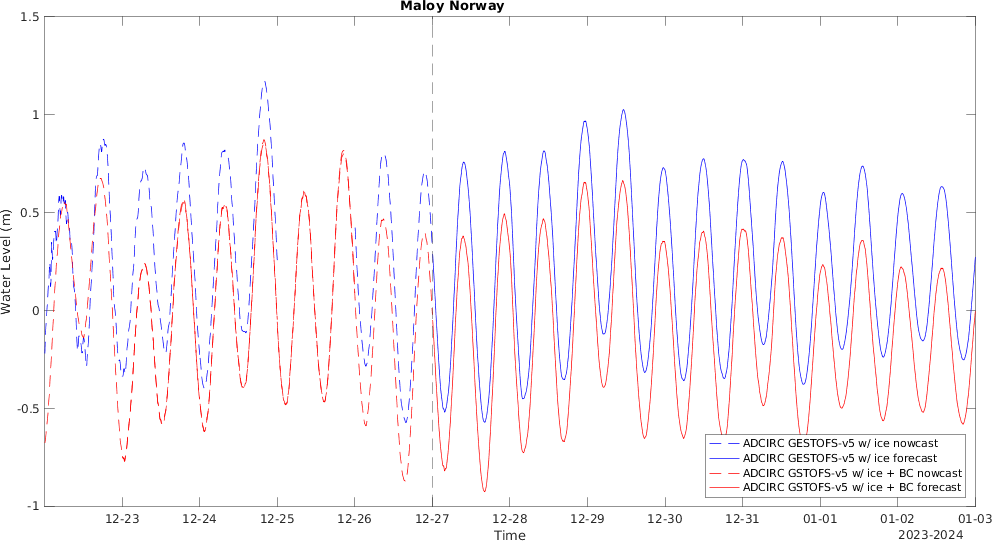 Maloy Norway
1.5
1
0.5
0
-0.5
-1
Water Level (m)
ADCIRC GESTOFS-v5 w/ ice nowcast
ADCIRC GESTOFS-v5 w/ ice forecast
ADCIRC GSTOFS-v5 w/ ice + BC nowcast
ADCIRC GSTOFS-v5 w/ ice + BC forecast
12-23 12-24 12-25 12-26 12-27 12-28 12-29 12-30 12-31 01-01 01-02 01-03
Time
2023-2024